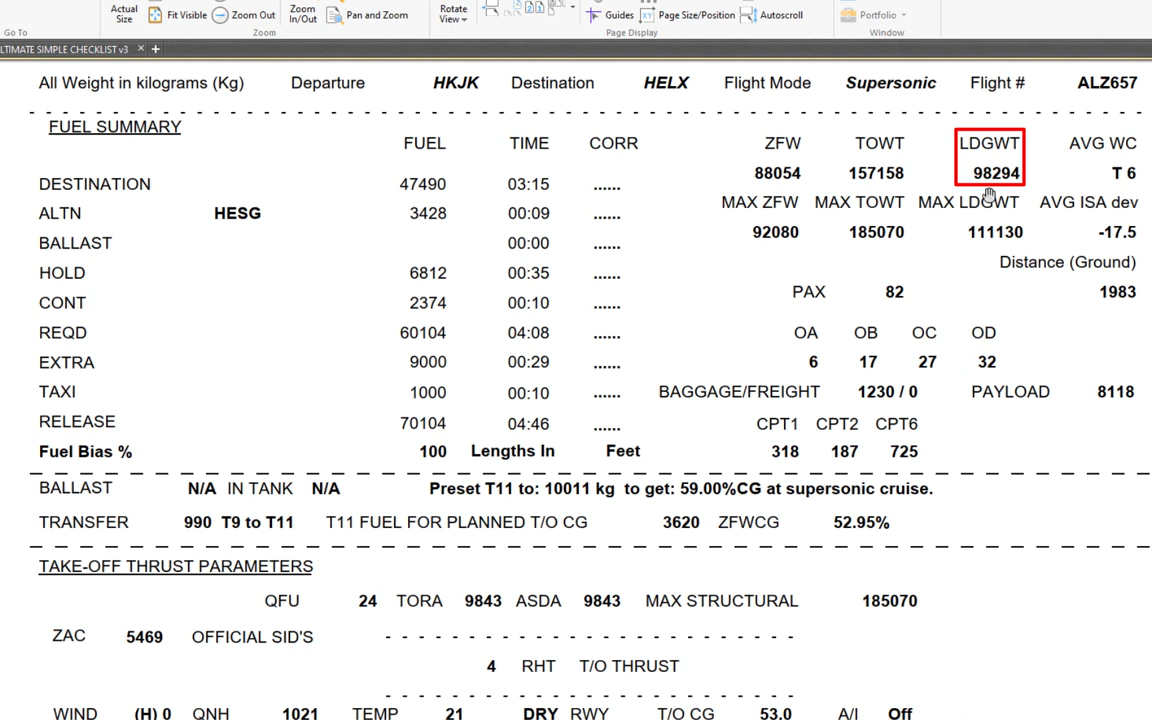 Actual Size Fit Visible Zoom Out Zoom In/Out Pan and Zoom Rotate View Guides Page Size/Position Autoscroll Portfolio
Go To Zoom Page Display Window
LTIMATE SIMPLE CHECKLIST v3
All Weight in kilograms (Kg) Departure HKJK Destination HELX Flight Mode Supersonic Flight # ALZ657
FUEL SUMMARY
FUEL TIME CORR ZFW TOWT LDGWT AVG WC
88054 157158 98294 T 6
DESTINATION 47490 03:15 ......
MAX ZFW MAX TOWT MAX LDGWT AVG ISA dev
ALTN HESG 3428 00:09 ......
92080 185070 111130 -17.5
BALLAST 00:00 ......
Distance (Ground)
HOLD 6812 00:35 ......
PAX 82 1983
CONT 2374 00:10 ......
REQD 60104 04:08 ...... OA OB OC OD
EXTRA 9000 00:29 ...... 6 17 27 32
TAXI 1000 00:10 ...... BAGGAGE/FREIGHT 1230 / 0 PAYLOAD 8118
RELEASE 70104 04:46 ...... CPT1 CPT2 CPT6
Fuel Bias % 100 Lengths In Feet 318 187 725
BALLAST N/A IN TANK N/A Preset T11 to: 10011 kg to get: 59.00%CG at supersonic cruise.
TRANSFER 990 T9 to T11 T11 FUEL FOR PLANNED T/O CG 3620 ZFWCG 52.95%
TAKE-OFF THRUST PARAMETERS
QFU 24 TORA 9843 ASDA 9843 MAX STRUCTURAL 185070
ZAC 5469 OFFICIAL SID'S
4 RHT T/O THRUST
WIND (H) 0 QNH 1021 TEMP 21 DRY RWY T/O CG 53.0 A/I Off